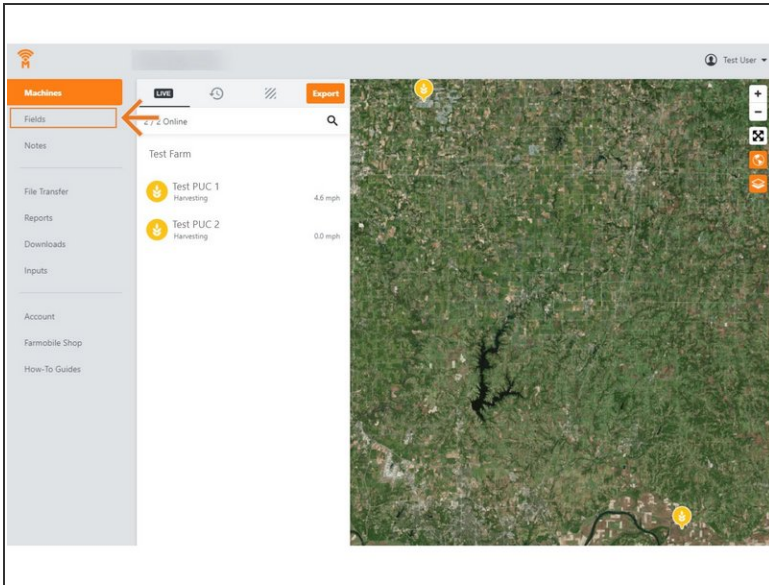 Test User
Machines
Fields
Notes
File Transfer
Reports
Downloads
Inputs
Account
Farmobile Shop
How-To Guides
LIVE
Export
2 / 2 Online
Test Farm
Test PUC 1
Harvesting
4.6 mph
Test PUC 2
Harvesting
0.0 mph
+
-